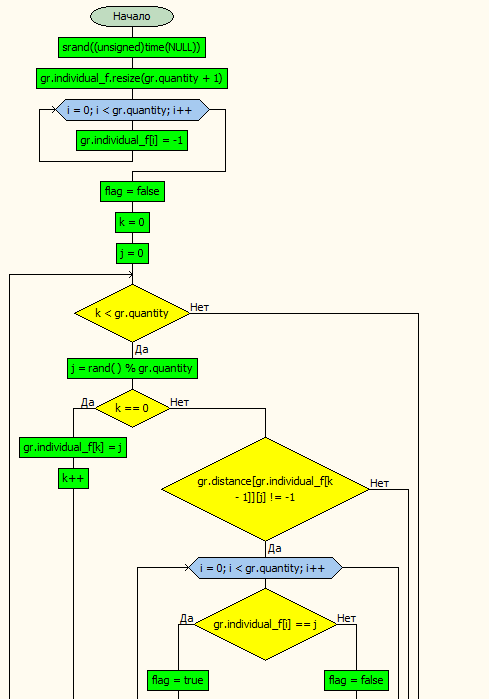 Начало
srand((unsigned)time(NULL))
gr.individual_f.resize(gr.quantity + 1)
i = 0; i < gr.quantity; i++
gr.individual_f[i] = -1
flag = false
k = 0
j = 0
k < gr.quantity
Нет
Да
j = rand( ) % gr.quantity
Да
k == 0
Нет
gr.individual_f[k] = j
k++
gr.distance[gr.individual_f[k
- 1]][j] != -1
Нет
Да
i = 0; i < gr.quantity; i++
Да
gr.individual_f[i] == j
Нет
flag = true
flag = false